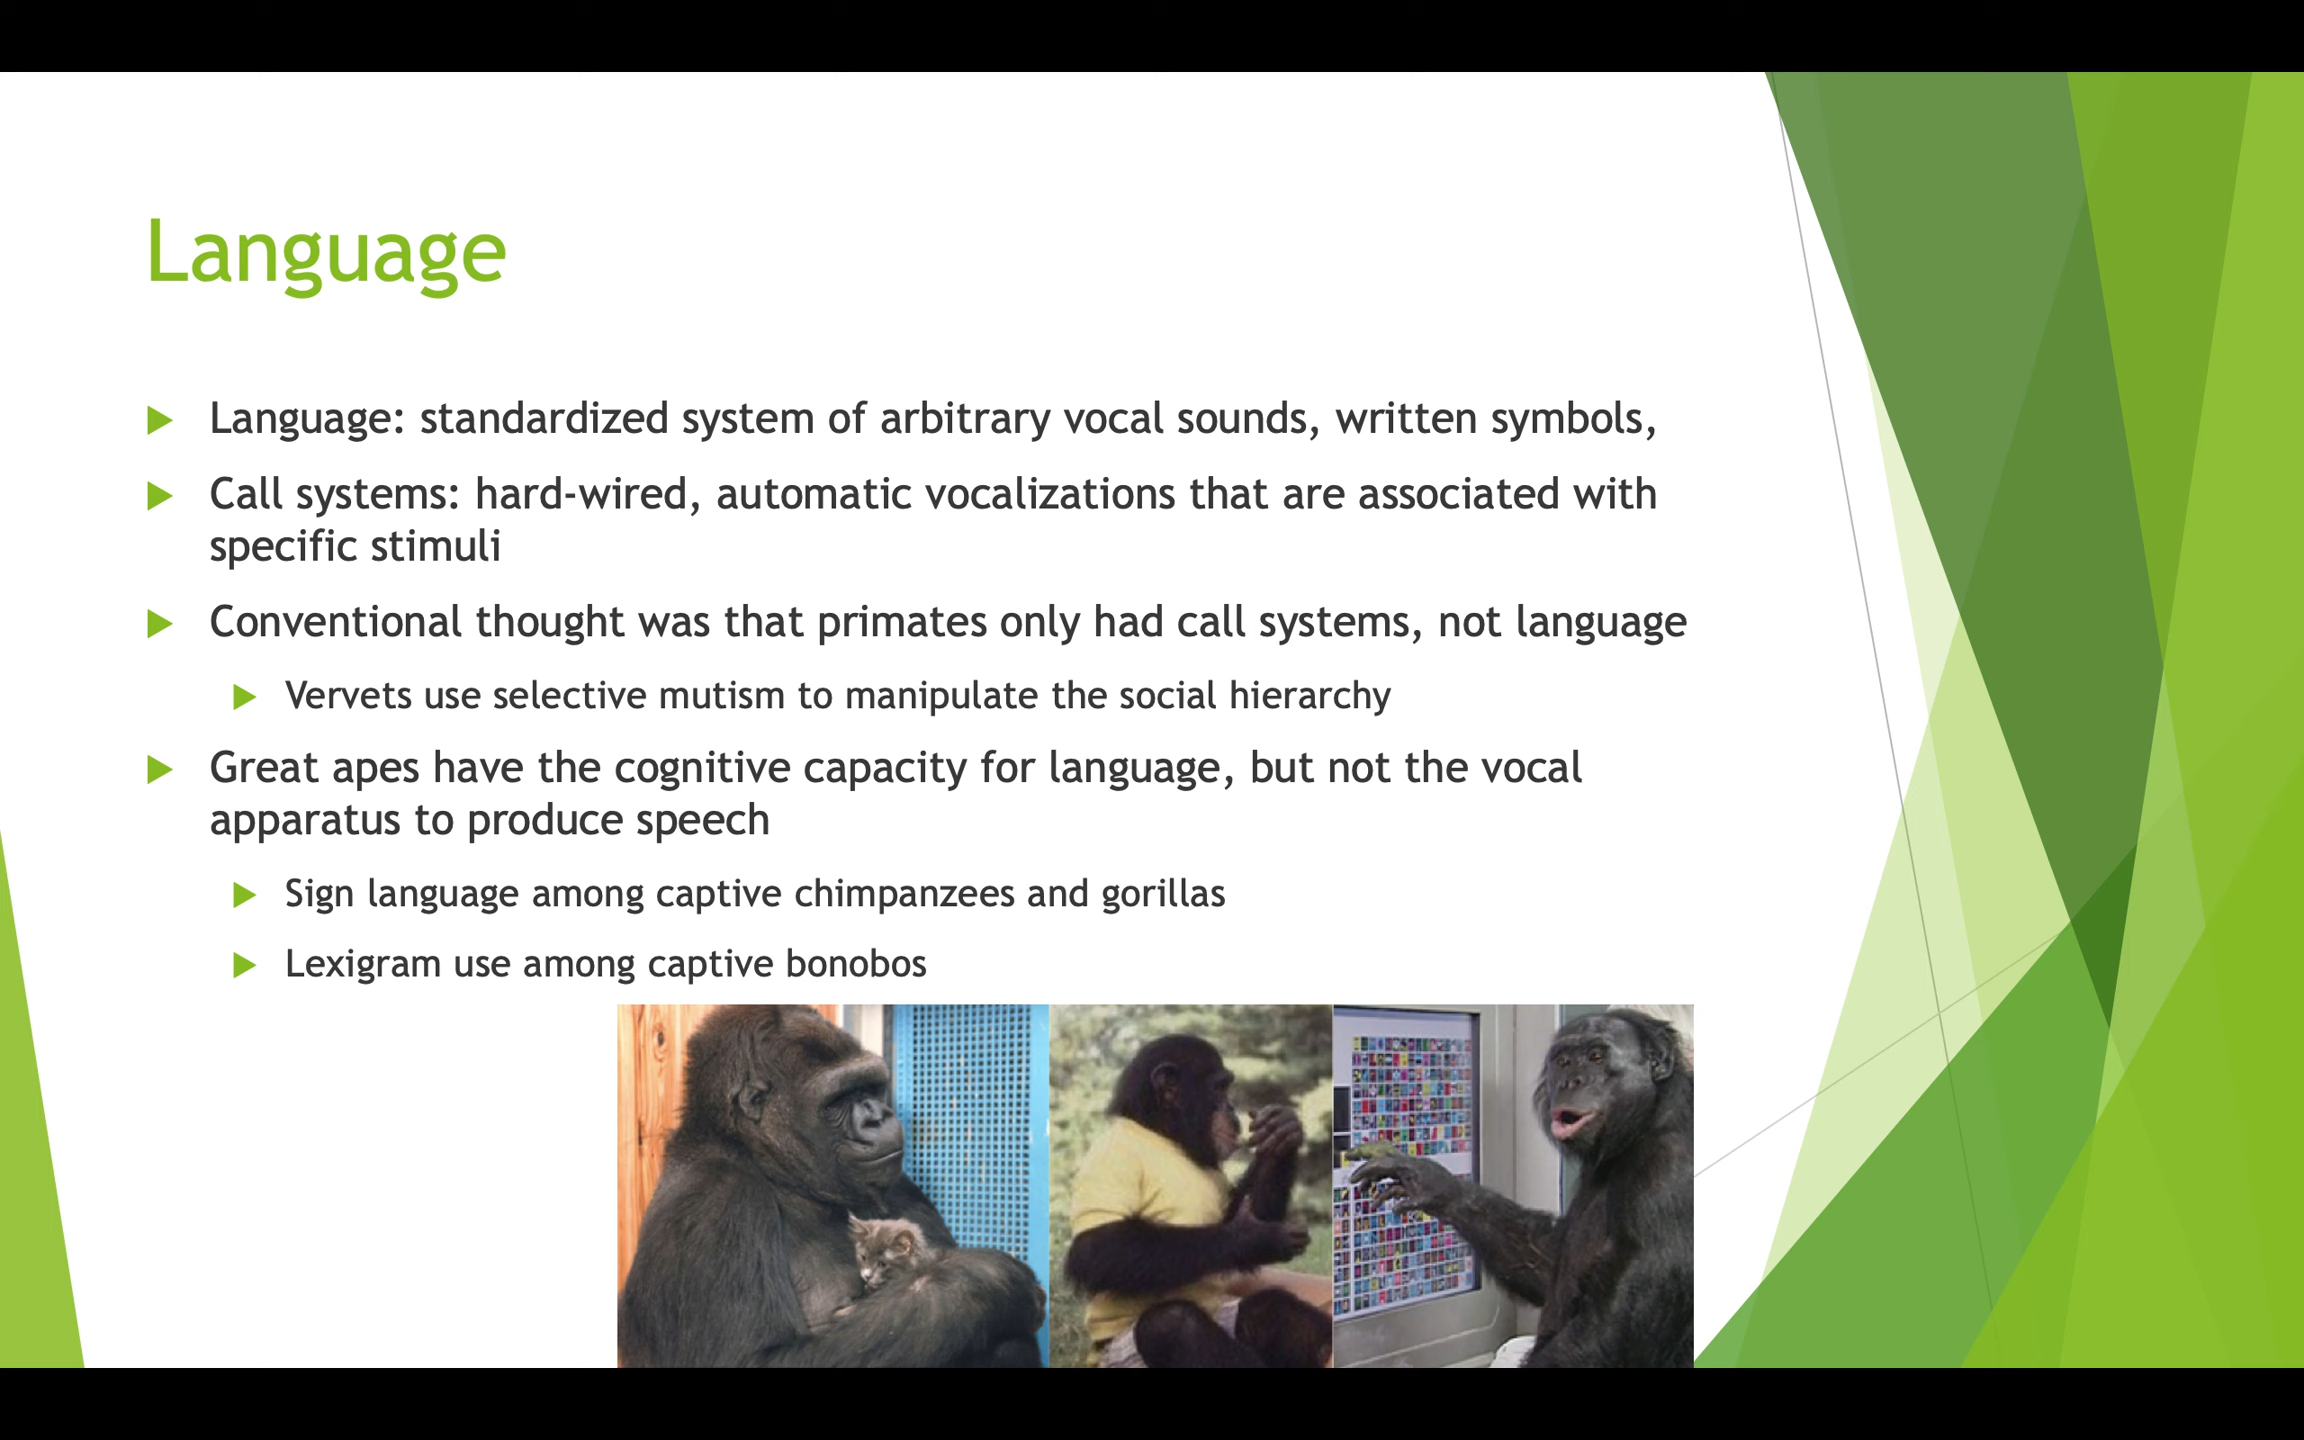 Language
Language: standardized system of arbitrary vocal sounds, written symbols,
Call systems: hard-wired, automatic vocalizations that are associated with
specific stimuli
Conventional thought was that primates only had call systems, not language
Vervets use selective mutism to manipulate the social hierarchy
Great apes have the cognitive capacity for language, but not the vocal
apparatus to produce speech
Sign language among captive chimpanzees and gorillas
Lexigram use among captive bonobos